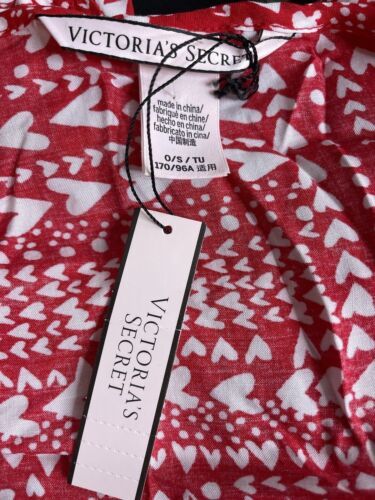 VICTORIA'S SECRET
made in china/
fabriqué en chine/
hecho en china/
fabbricato in cina/
中国制造
O/S / TU
170/96A 适用
VICTORIA'S
SECRET